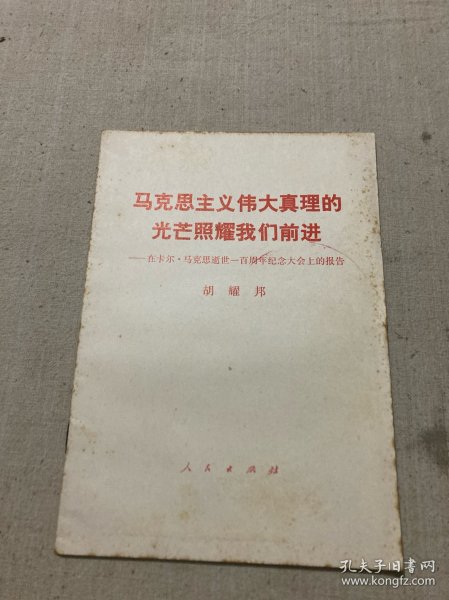 马克思主义伟大真理的
光芒照耀我们前进
——在卡尔·马克思逝世一百周年纪念大会上的报告
胡耀邦
人民出版社
孔夫子旧书网
www.kongfz.com